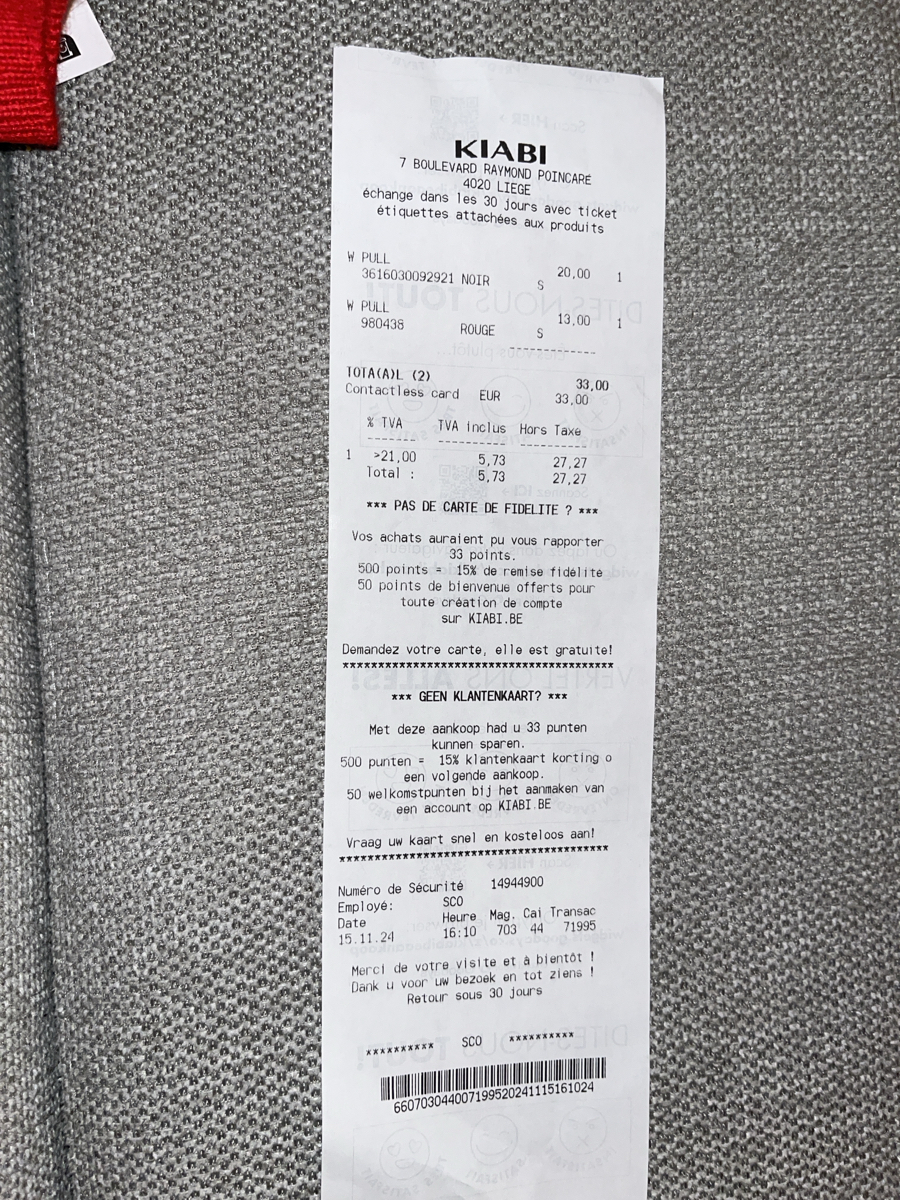 KIABI
7 BOULEVARD RAYMOND POINCARE
4020 LIEGE
échange dans les 30 jours avec ticket
étiquettes attachées aux produits
W PULL
3616030092921 NOIR S 20,00 1
W PULL
980438 ROUGE S 13,00 1
--------------
TOTA(A)L (2) 33,00
Contactless card EUR 33,00
% TVA TVA inclus Hors Taxe
1 >21,00 5,73 27,27
Total : 5,73 27,27
*** PAS DE CARTE DE FIDELITE ? ***
Vos achats auraient pu vous rapporter
33 points.
500 points = 15% de remise fidélité
50 points de bienvenue offerts pour
toute création de compte
sur KIABI.BE
Demandez votre carte, elle est gratuite!
***************************************
*** GEEN KLANTENKAART? ***
Met deze aankoop had u 33 punten
kunnen sparen.
500 punten = 15% klantenkaart korting o
een volgende aankoop.
50 welkomstpunten bij het aanmaken van
een account op KIABI.BE
Vraag uw kaart snel en kosteloos aan!
***************************************
Numéro de Sécurité 14944900
Employé: SCO
Date Heure Mag. Cai Transac
15.11.24 16:10 703 44 71995
Merci de votre visite et à bientôt !
Dank u voor uw bezoek en tot ziens !
Retour sous 30 jours
********** SCO **********
660703044007199520241115161024